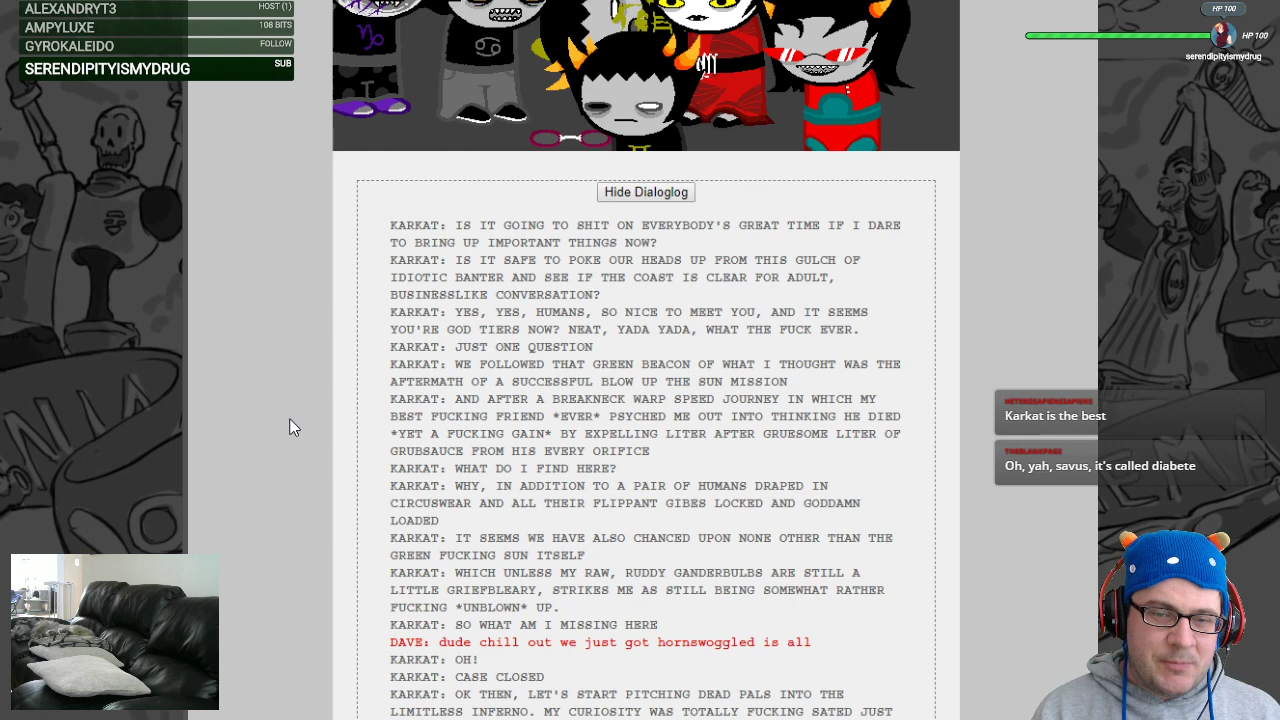 ALEXANDRYT3 HOST (1)
AMPYLUXE 108 BITS
GYROKALEIDO FOLLOW
SERENDIPITYISMYDRUG SUB
HP 100
HP 100
serendipityismydrug
Hide Dialoglog
KARKAT: IS IT GOING TO SHIT ON EVERYBODY'S GREAT TIME IF I DARE
TO BRING UP IMPORTANT THINGS NOW?
KARKAT: IS IT SAFE TO POKE OUR HEADS UP FROM THIS GULCH OF
IDIOTIC BANTER AND SEE IF THE COAST IS CLEAR FOR ADULT,
BUSINESSLIKE CONVERSATION?
KARKAT: YES, YES, HUMANS, SO NICE TO MEET YOU, AND IT SEEMS
YOU'RE GOD TIERS NOW? NEAT, YADA YADA, WHAT THE FUCK EVER.
KARKAT: JUST ONE QUESTION
KARKAT: WE FOLLOWED THAT GREEN BEACON OF WHAT I THOUGHT WAS THE
AFTERMATH OF A SUCCESSFUL BLOW UP THE SUN MISSION
KARKAT: AND AFTER A BREAKNECK WARP SPEED JOURNEY IN WHICH MY
BEST FUCKING FRIEND *EVER* PSYCHED ME OUT INTO THINKING HE DIED
*YET A FUCKING GAIN* BY EXPELLING LITER AFTER GRUESOME LITER OF
GRUBSAUCE FROM HIS EVERY ORIFICE
KARKAT: WHAT DO I FIND HERE?
KARKAT: WHY, IN ADDITION TO A PAIR OF HUMANS DRAPED IN
CIRCUSWEAR AND ALL THEIR FLIPPANT GIBES LOCKED AND GODDAMN
LOADED
KARKAT: IT SEEMS WE HAVE ALSO CHANCED UPON NONE OTHER THAN THE
GREEN FUCKING SUN ITSELF
KARKAT: WHICH UNLESS MY RAW, RUDDY GANDERBULBS ARE STILL A
LITTLE GRIEFBLEARY, STRIKES ME AS STILL BEING SOMEWHAT RATHER
FUCKING *UNBLOWN* UP.
KARKAT: SO WHAT AM I MISSING HERE
DAVE: dude chill out we just got hornswoggled is all
KARKAT: OH!
KARKAT: CASE CLOSED
KARKAT: OK THEN, LET'S START PITCHING DEAD PALS INTO THE
LIMITLESS INFERNO. MY CURIOSITY WAS TOTALLY FUCKING SATED JUST
Karkat is the best
THEBLANKPAGE
Oh, yah, savus, it's called diabete